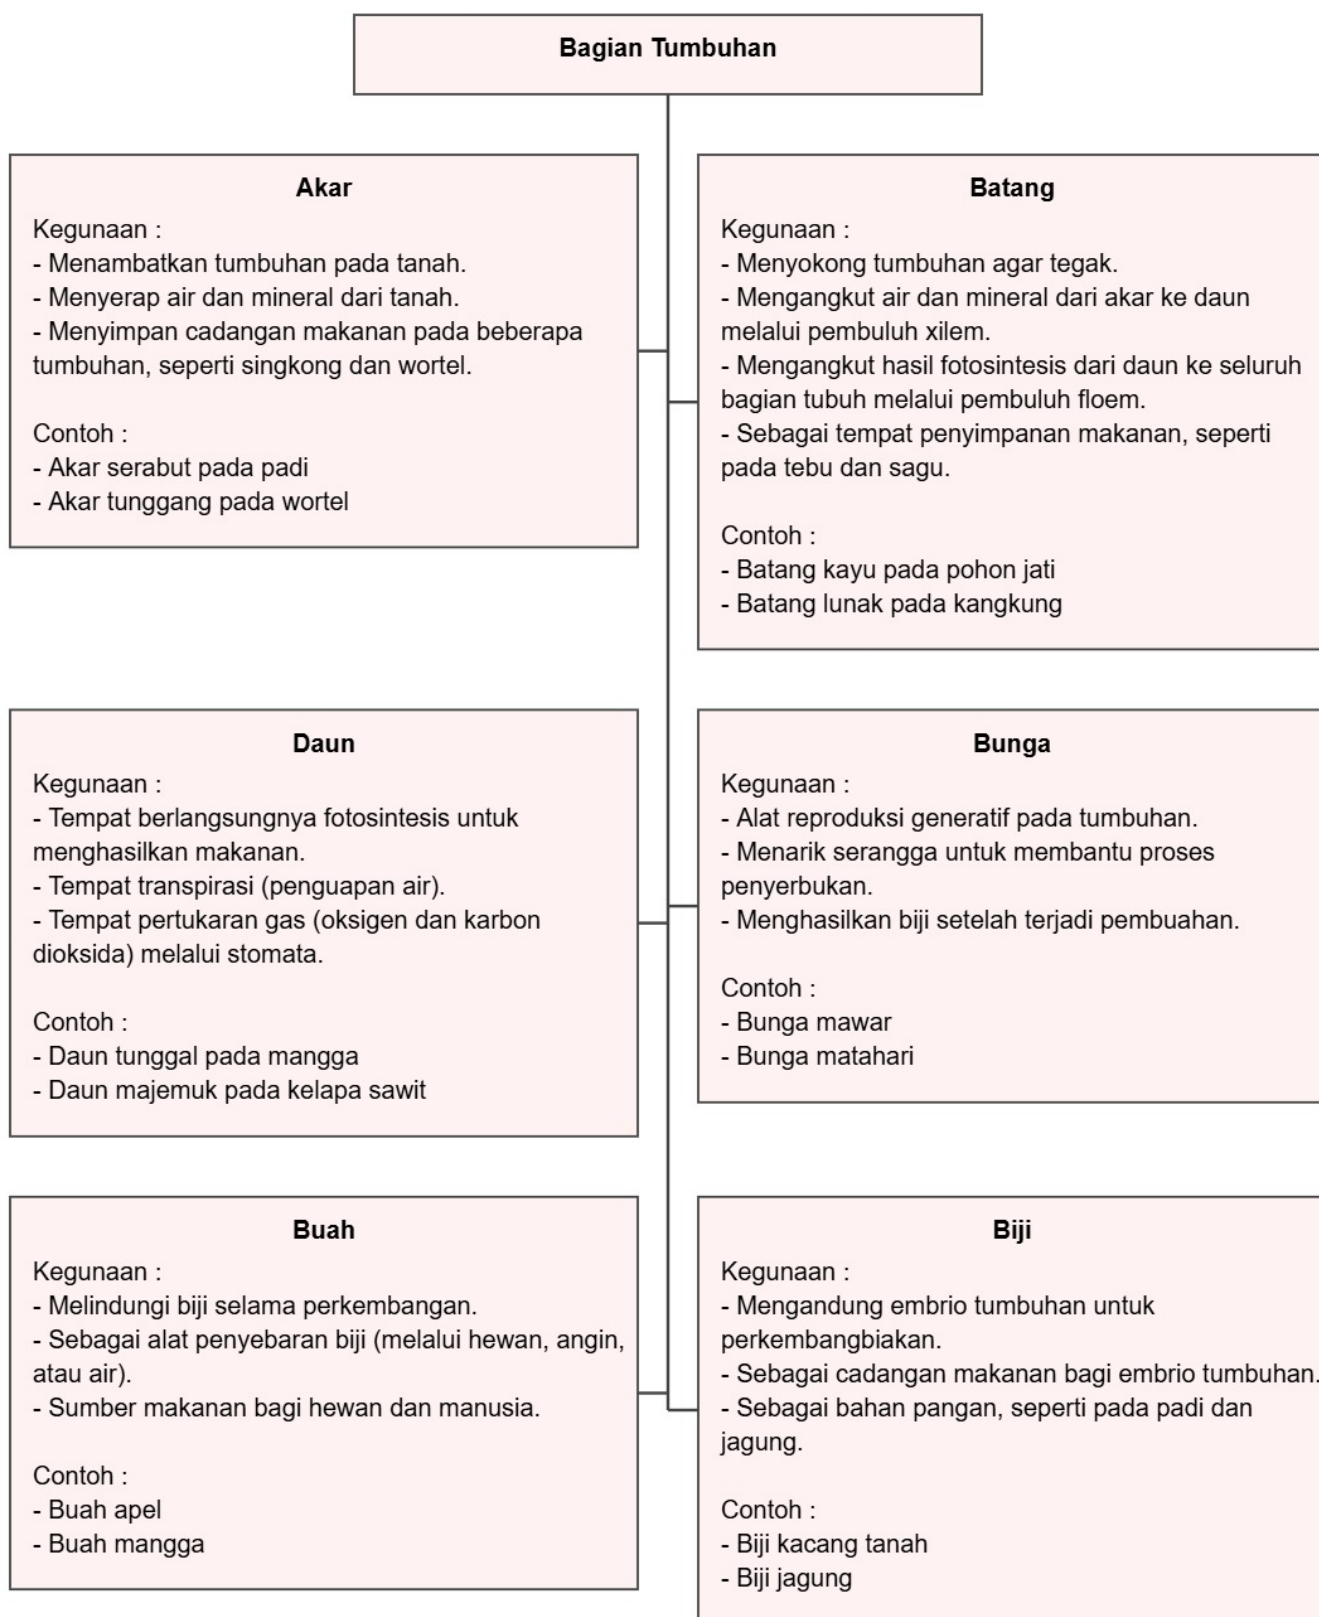 Bagian Tumbuhan
Akar
Kegunaan :
- Menambatkan tumbuhan pada tanah.
- Menyerap air dan mineral dari tanah.
- Menyimpan cadangan makanan pada beberapa
tumbuhan, seperti singkong dan wortel.
Contoh :
- Akar serabut pada padi
- Akar tunggang pada wortel
Batang
Kegunaan :
- Menyokong tumbuhan agar tegak.
- Mengangkut air dan mineral dari akar ke daun
melalui pembuluh xilem.
- Mengangkut hasil fotosintesis dari daun ke seluruh
bagian tubuh melalui pembuluh floem.
- Sebagai tempat penyimpanan makanan, seperti
pada tebu dan sagu.
Contoh :
- Batang kayu pada pohon jati
- Batang lunak pada kangkung
Daun
Kegunaan :
- Tempat berlangsungnya fotosintesis untuk
menghasilkan makanan.
- Tempat transpirasi (penguapan air).
- Tempat pertukaran gas (oksigen dan karbon
dioksida) melalui stomata.
Contoh :
- Daun tunggal pada mangga
- Daun majemuk pada kelapa sawit
Bunga
Kegunaan :
- Alat reproduksi generatif pada tumbuhan.
- Menarik serangga untuk membantu proses
penyerbukan.
- Menghasilkan biji setelah terjadi pembuahan.
Contoh :
- Bunga mawar
- Bunga matahari
Buah
Kegunaan :
- Melindungi biji selama perkembangan.
- Sebagai alat penyebaran biji (melalui hewan, angin,
atau air).
- Sumber makanan bagi hewan dan manusia.
Contoh :
- Buah apel
- Buah mangga
Biji
Kegunaan :
- Mengandung embrio tumbuhan untuk
perkembangbiakan.
- Sebagai cadangan makanan bagi embrio tumbuhan.
- Sebagai bahan pangan, seperti pada padi dan
jagung.
Contoh :
- Biji kacang tanah
- Biji jagung